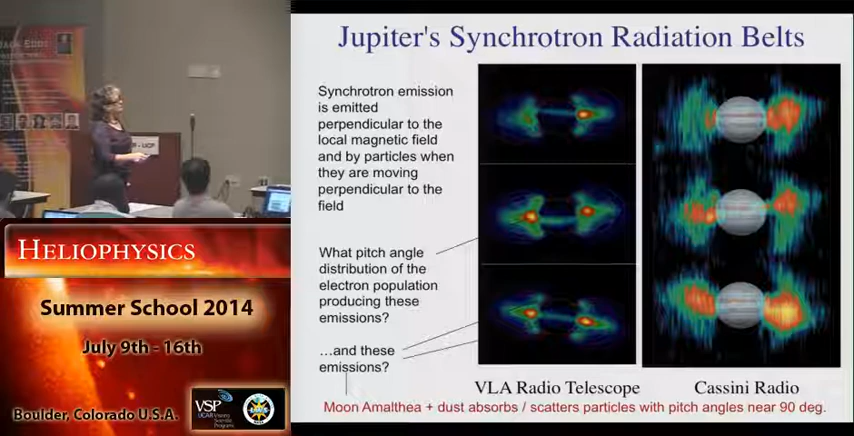 Jupiter's Synchrotron Radiation Belts
Synchrotron emission
is emitted
perpendicular to the
local magnetic field
and by particles when
they are moving
perpendicular to the
field
What pitch angle
distribution of the
electron population
producing these
emissions?
...and these
emissions?
VLA Radio Telescope
Cassini Radio
Moon Amalthea + dust absorbs / scatters particles with pitch angles near 90 deg.
HELIOPHYSICS
Summer School 2014
July 9th - 16th
Boulder, Colorado U.S.A.
VSP